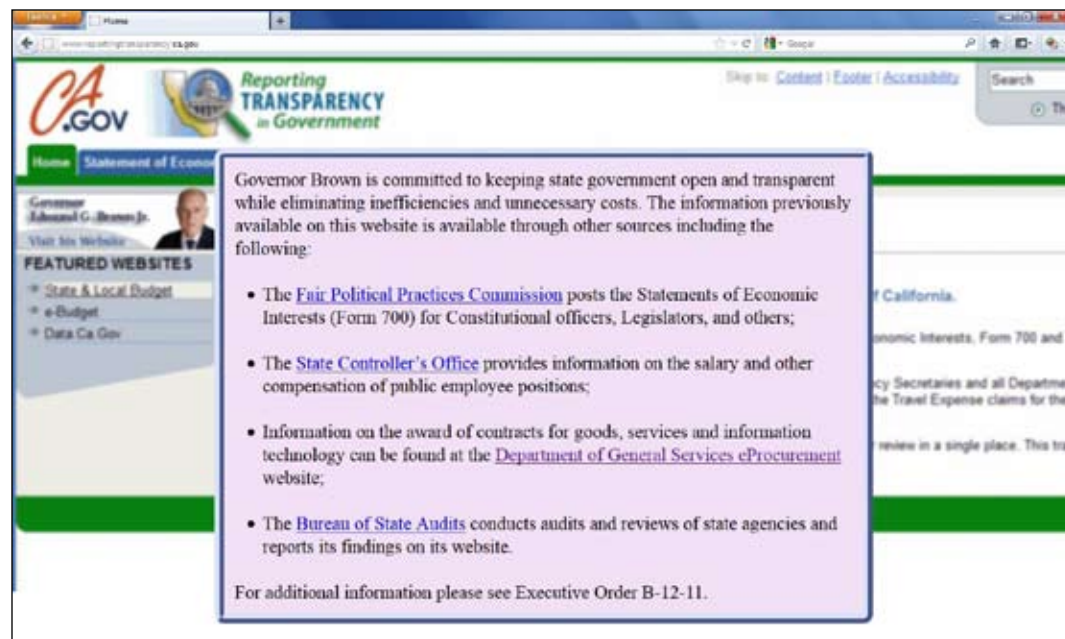 Home
ca.gov
Google
CA
.GOV
Reporting
TRANSPARENCY
in Government
Skip to: Content | Footer | Accessibility
Search
Home
Statement of Econo
Governor
Edmund G. Brown Jr.
Visit his Website
FEATURED WEBSITES
State & Local Budget
e-Budget
Data Ca Gov
Governor Brown is committed to keeping state government open and transparent
while eliminating inefficiencies and unnecessary costs. The information previously
available on this website is available through other sources including the
following:
• The Fair Political Practices Commission posts the Statements of Economic
Interests (Form 700) for Constitutional officers, Legislators, and others;
• The State Controller's Office provides information on the salary and other
compensation of public employee positions;
• Information on the award of contracts for goods, services and information
technology can be found at the Department of General Services eProcurement
website;
• The Bureau of State Audits conducts audits and reviews of state agencies and
reports its findings on its website.
For additional information please see Executive Order B-12-11.
f California.
onomic Interests, Form 700 and
cy Secretaries and all Departme
he Travel Expense claims for the
review in a single place. This tra